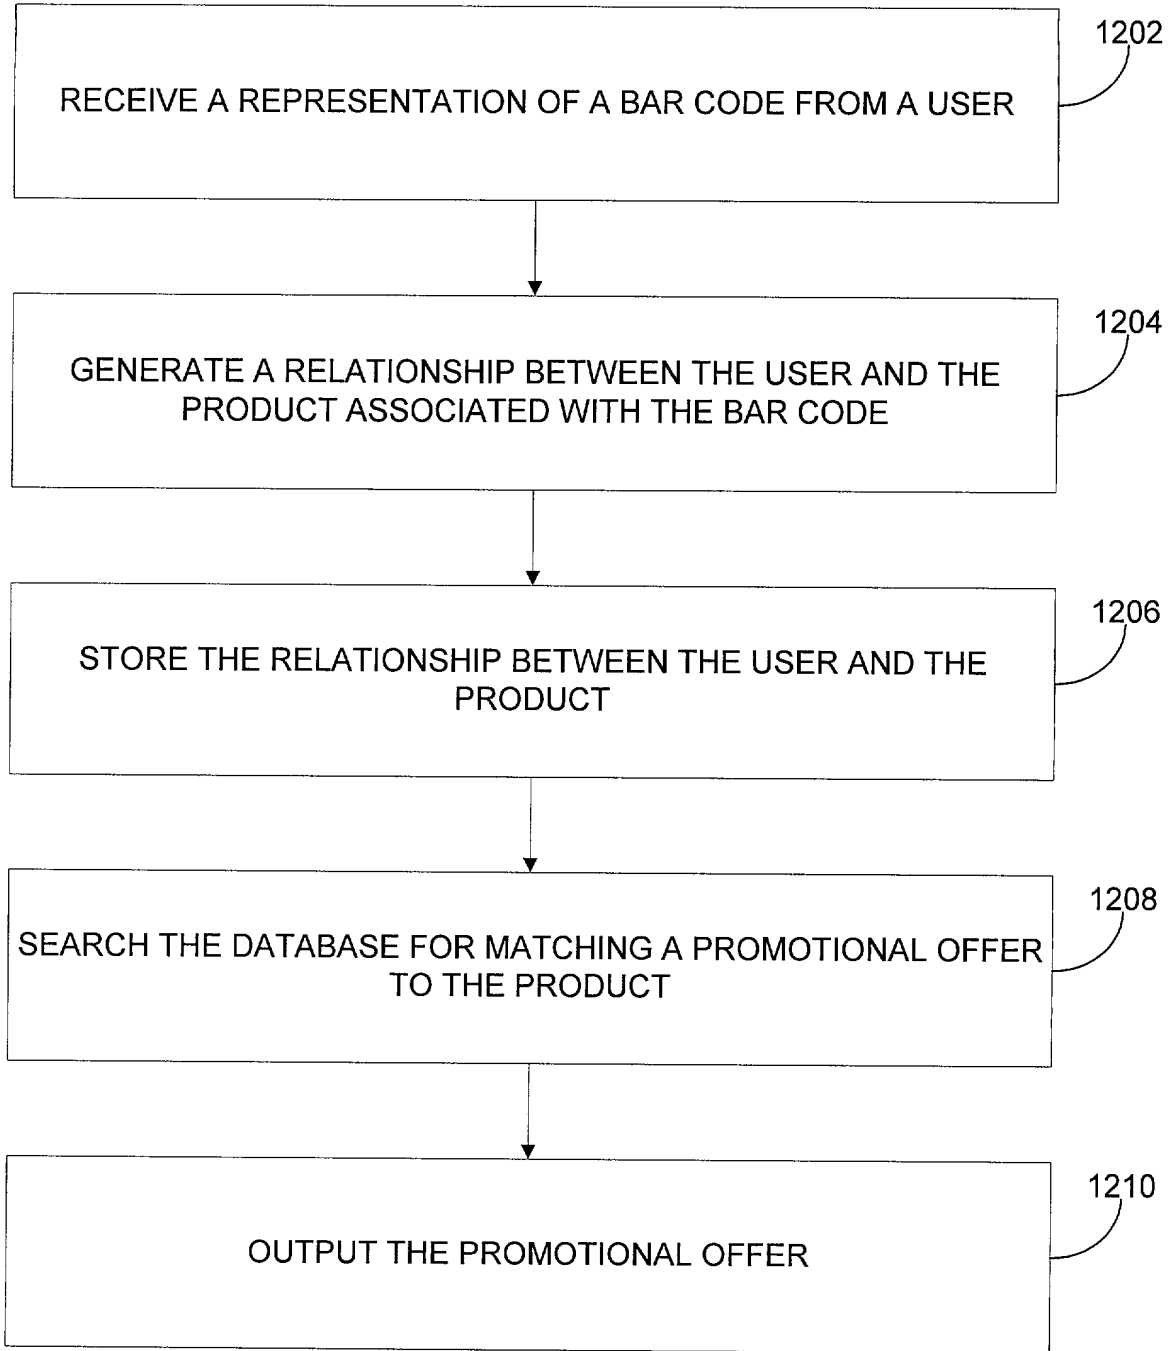 1202
RECEIVE A REPRESENTATION OF A BAR CODE FROM A USER
1204
GENERATE A RELATIONSHIP BETWEEN THE USER AND THE
PRODUCT ASSOCIATED WITH THE BAR CODE
1206
STORE THE RELATIONSHIP BETWEEN THE USER AND THE
PRODUCT
1208
SEARCH THE DATABASE FOR MATCHING A PROMOTIONAL OFFER
TO THE PRODUCT
1210
OUTPUT THE PROMOTIONAL OFFER